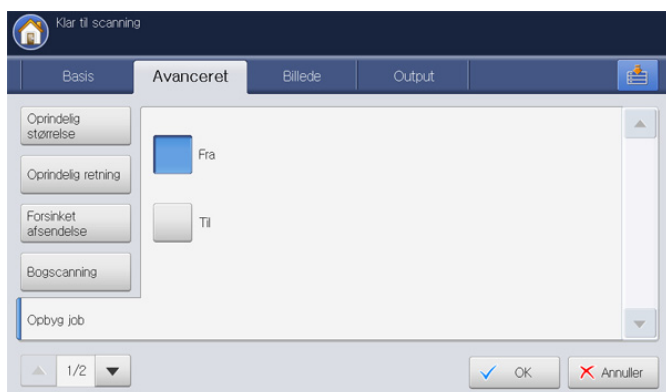 Klar til scanning
Basis
Avanceret
Billede
Output
Oprindelig
størrelse
Oprindelig retning
Forsinket
afsendelse
Bogscanning
Opbyg job
Fra
Til
1/2
OK
Annuller